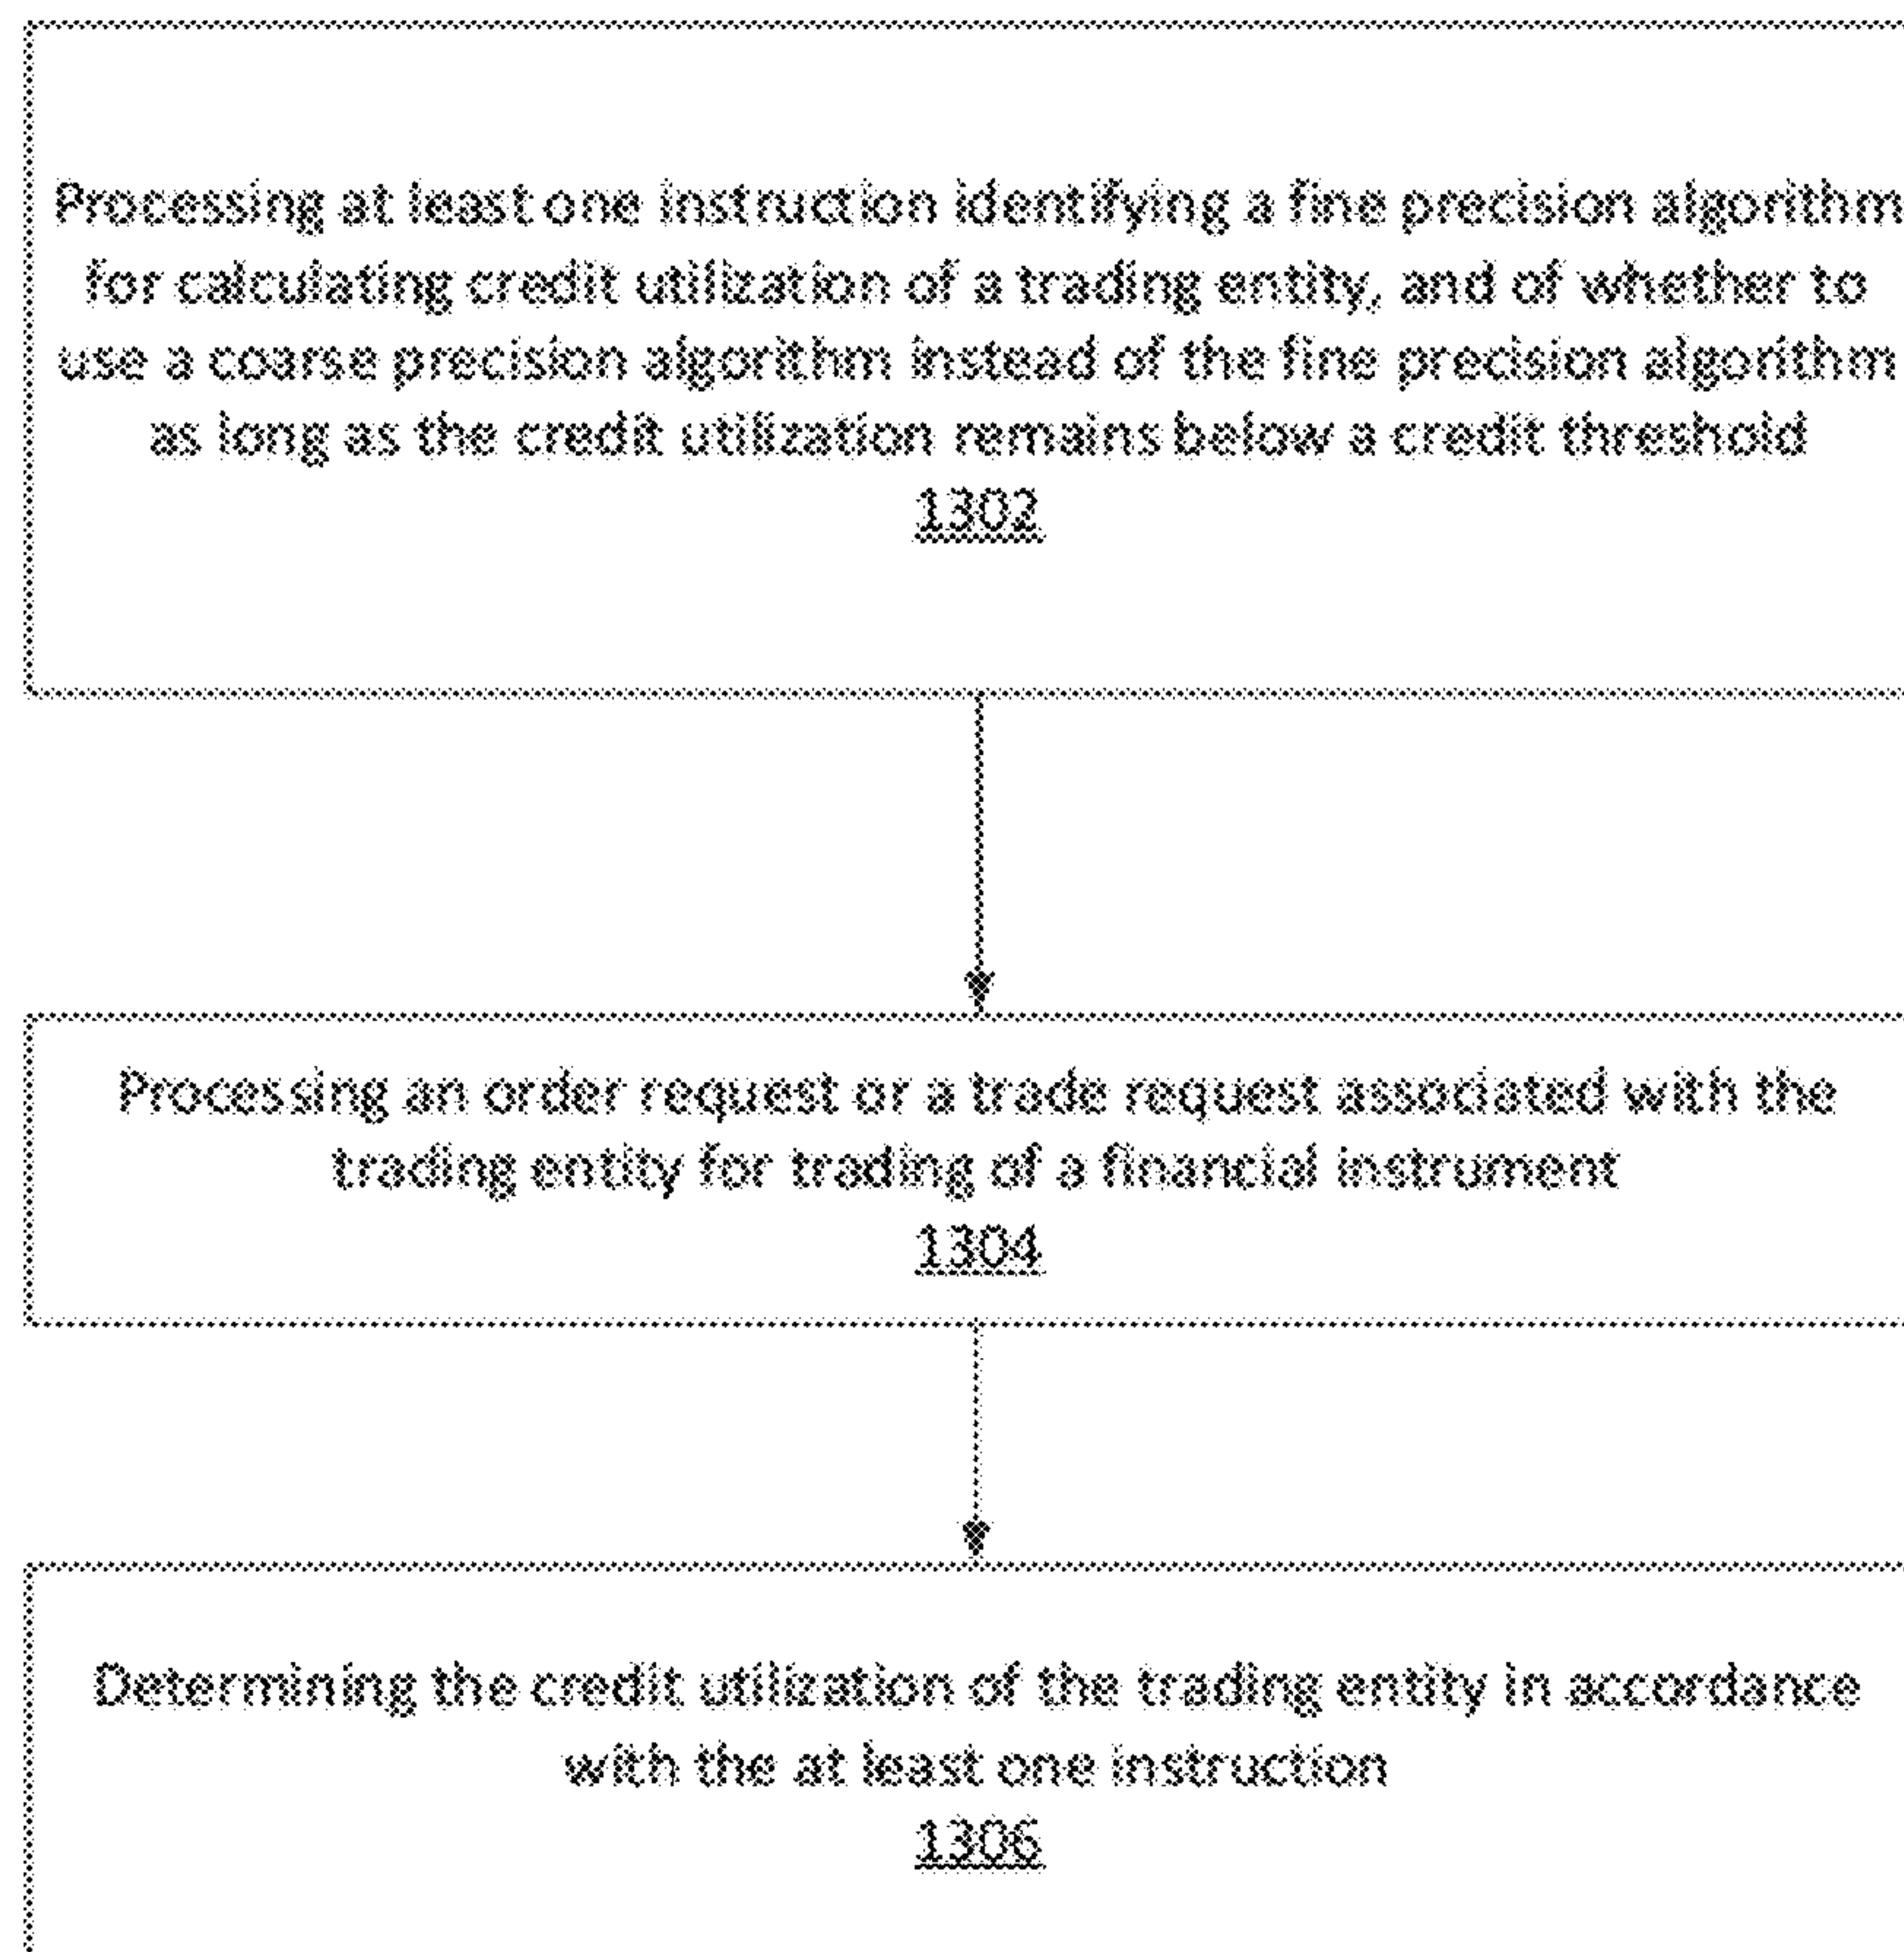 Processing at least one instruction identifying a fine precision algorithm
for calculating credit utilization of a trading entity, and of whether to
use a coarse precision algorithm instead of the fine precision algorithm
as long as the credit utilization remains below a credit threshold
1302
Processing an order request or a trade request associated with the
trading entity for trading of a financial instrument
1304
Determining the credit utilization of the trading entity in accordance
with the at least one instruction
1306